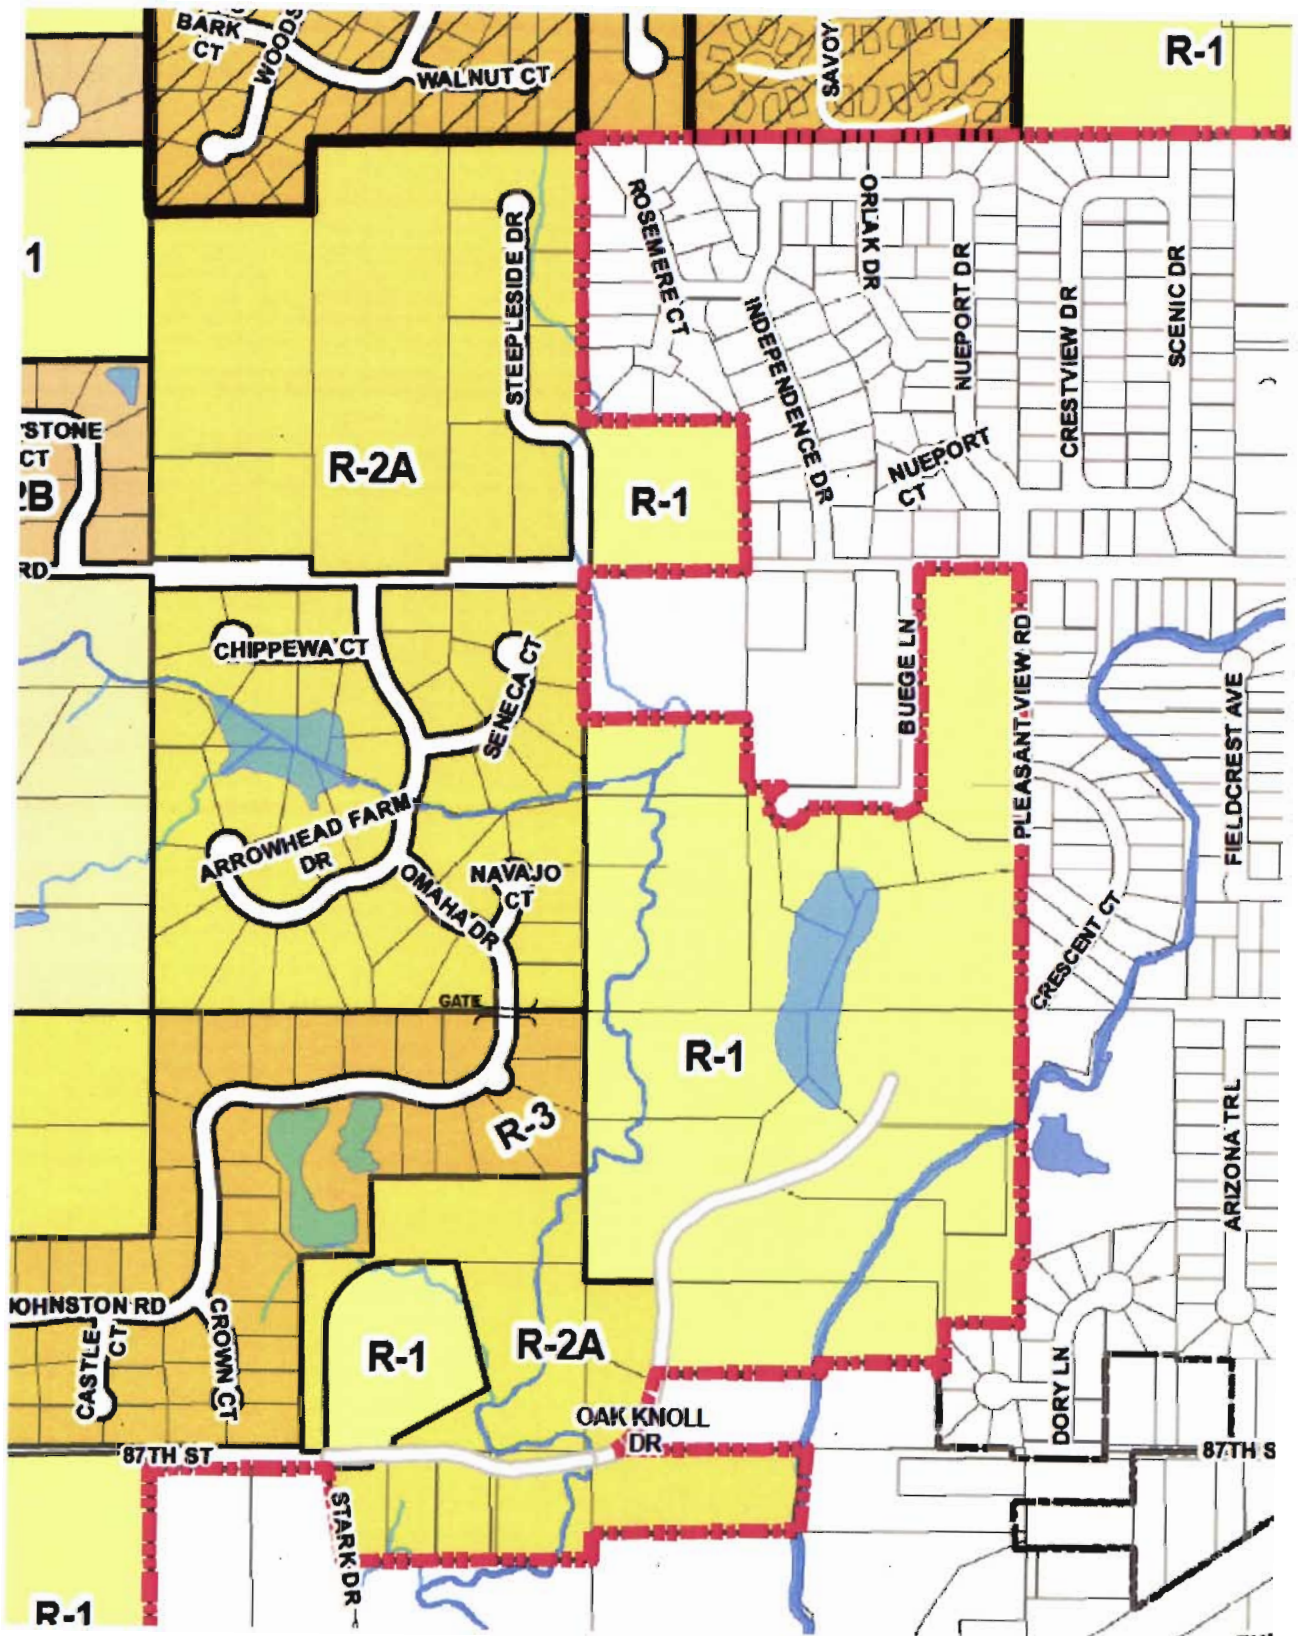 BARK
CT
WOODS
WALNUT CT
SAVOY
R-1
1
STEEPLESIDE DR
ROSEMERE CT
ORLAK DR
INDEPENDENCE DR
NUEPORT DR
CRESTVIEW DR
SCENIC DR
STONE
CT
2B
R-2A
R-1
NUEPORT
CT
RD
CHIPPEWA CT
SENECA CT
BUEGE LN
PLEASANT VIEW RD
FIELDCREST AVE
ARROWHEAD FARM
DR
OMAHA DR
NAVAJO
CT
CRESCENT CT
GATE
R-1
R-3
ARIZONA TRL
JOHNSTON RD
CASTLE
CT
CROWN CT
R-1
R-2A
OAK KNOLL
DR
DORY LN
87TH ST
87TH S
STARK DR
R-1